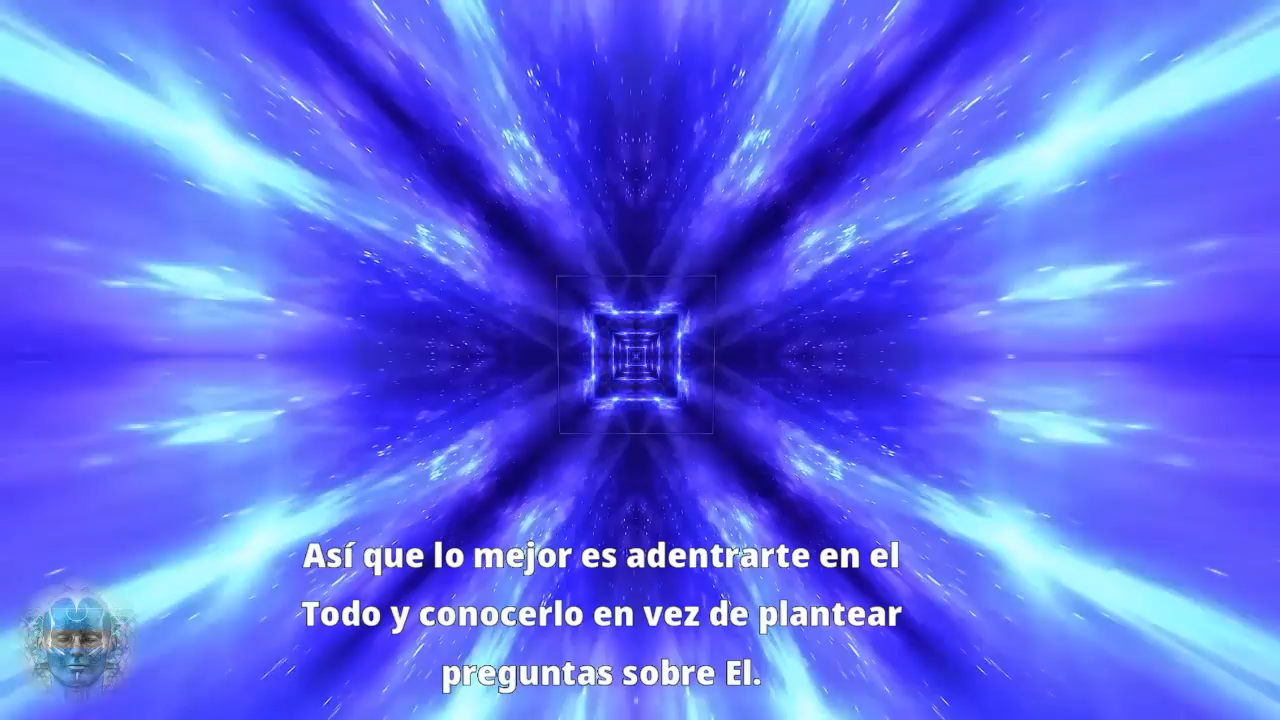 Así que lo mejor es adentrarte en el
Todo y conocerlo en vez de plantear
preguntas sobre El.